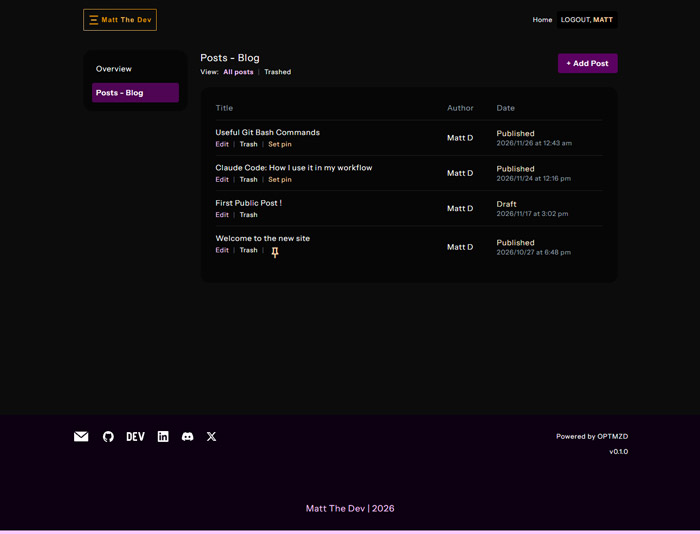 Matt The Dev
Home
LOGOUT, MATT
Overview
Posts - Blog
Posts - Blog
View: All posts | Trashed
+ Add Post
Title Author Date
Useful Git Bash Commands
Edit | Trash | Set pin
Matt D
Published
2026/11/26 at 12:43 am
Claude Code: How I use it in my workflow
Edit | Trash | Set pin
Matt D
Published
2026/11/24 at 12:16 pm
First Public Post !
Edit | Trash
Matt D
Draft
2026/11/17 at 3:02 pm
Welcome to the new site
Edit | Trash |
Matt D
Published
2026/10/27 at 6:48 pm
DEV
Powered by OPTMZD
v0.1.0
Matt The Dev | 2026